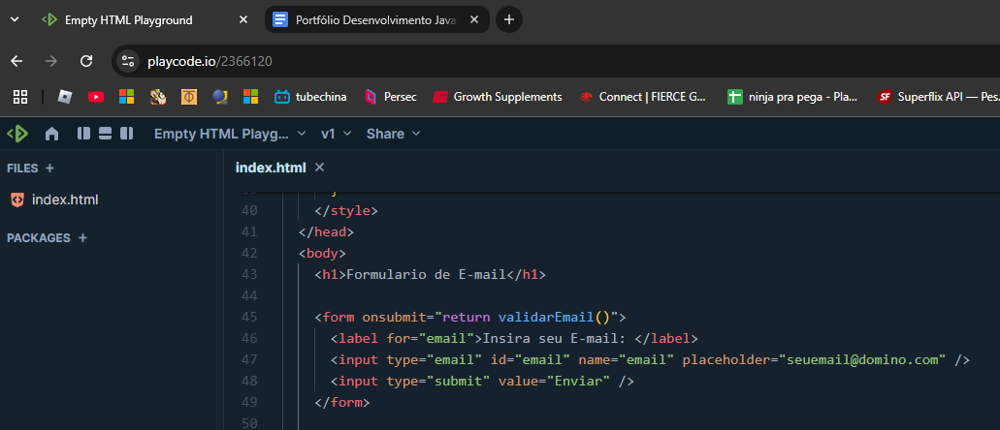 Empty HTML Playground
Portfólio Desenvolvimento Java
playcode.io/2366120
tubechina
Persec
Growth Supplements
Connect | FIERCE G...
ninja pra pega - Pla...
SF
Superflix API — Pes.
Empty HTML Playg...
v1
Share
FILES +
index.html
PACKAGES +
index.html
40 </style>
41 </head>
42 <body>
43 <h1>Formulario de E-mail</h1>
44
45 <form onsubmit="return validarEmail()">
46 <label for="email">Insira seu E-mail: </label>
47 <input type="email" id="email" name="email" placeholder="seuemail@domino.com" />
48 <input type="submit" value="Enviar" />
49 </form>
50